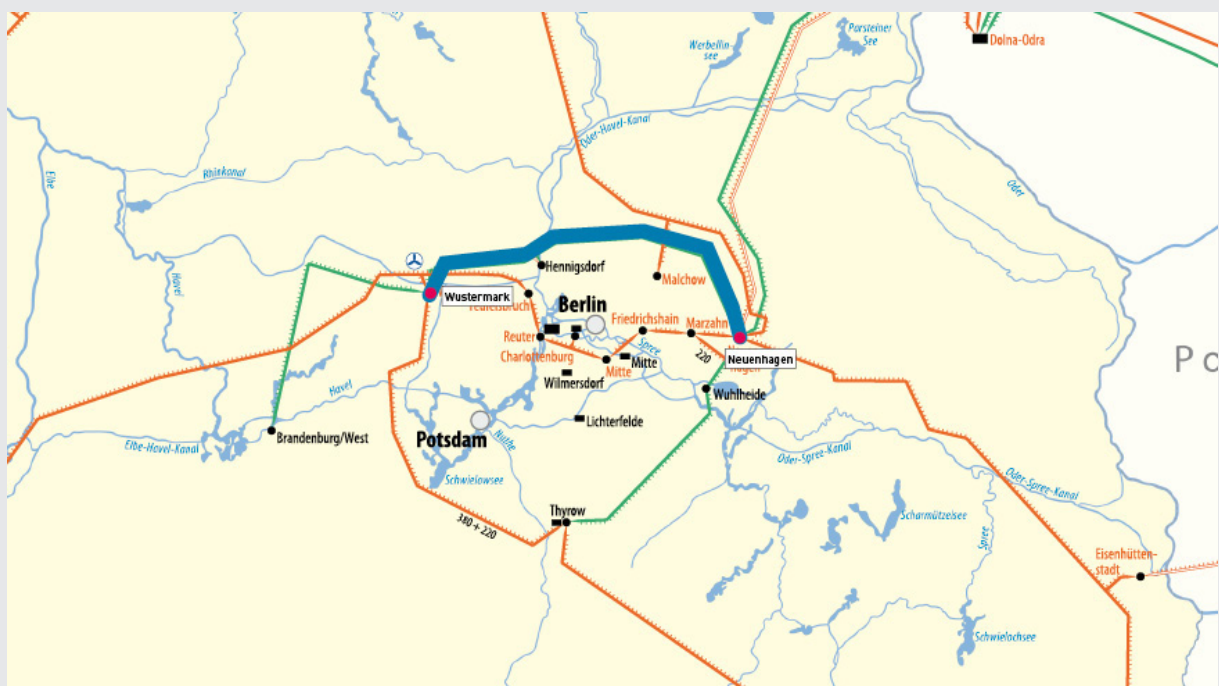 Dolna-Odra
Parsteiner
See
Werbellin
see
Oder-Havel-Kanal
Elbe
Rhinkanal
Oder
Havel
Hennigsdorf
Malchow
Wustermark
Teufelsbruch
Berlin
Friedrichshain
Marzahn
Reuter
Charlottenburg
Spree
Mitte
Mitte
220
Neuenhagen
Po
Wilmersdorf
Wuhlheide
Havel
Lichterfelde
Potsdam
Nuthe
Brandenburg/West
Elbe-Havel-Kanal
Oder-Spree-Kanal
Oder-Spree-Kanal
Schwielowsee
380 + 220
Thyrow
Scharmützelsee
Spree
Eisenhütten-
stadt
Schwielochsee